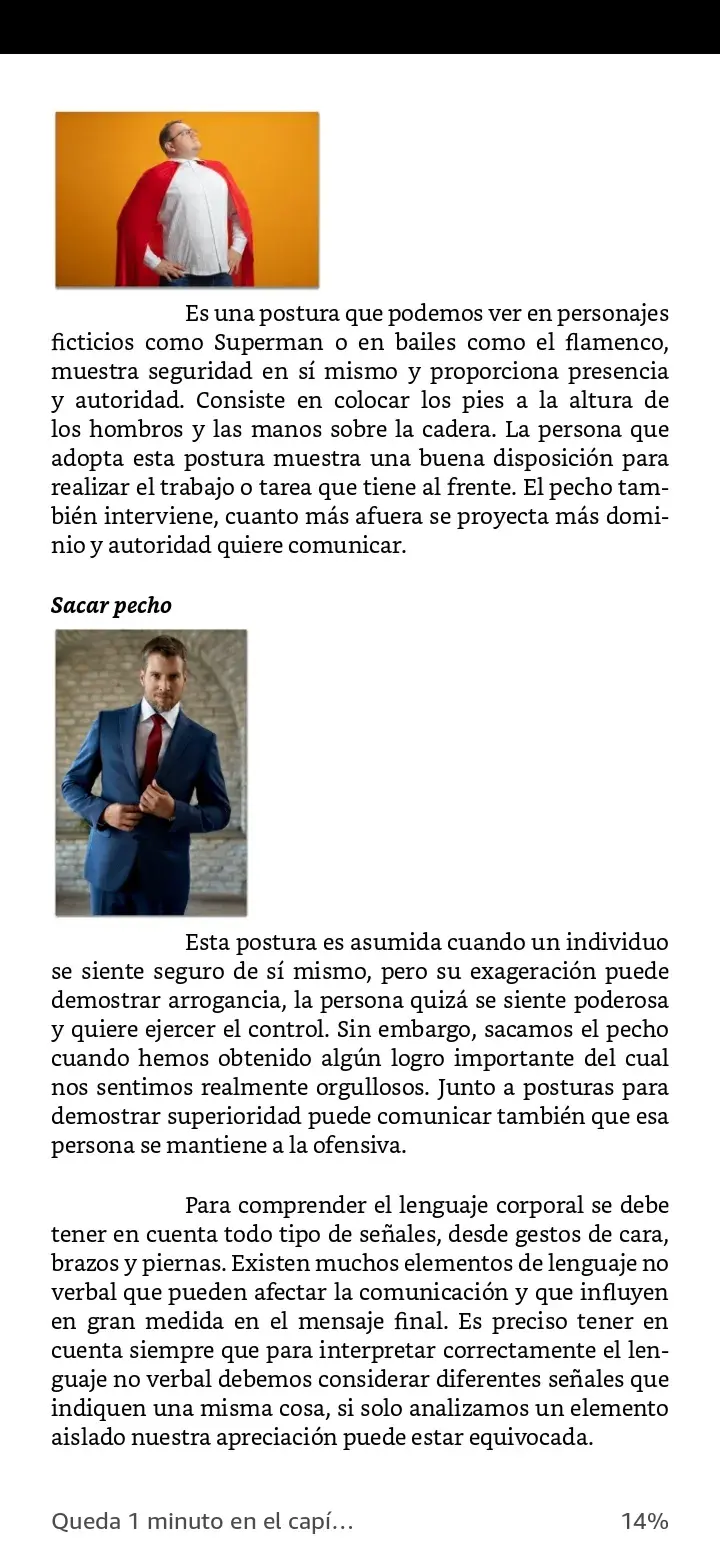 Es una postura que podemos ver en personajes
ficticios como Superman o en bailes como el flamenco,
muestra seguridad en sí mismo y proporciona presencia
y autoridad. Consiste en colocar los pies a la altura de
los hombros y las manos sobre la cadera. La persona que
adopta esta postura muestra una buena disposición para
realizar el trabajo o tarea que tiene al frente. El pecho tam-
bién interviene, cuanto más afuera se proyecta más domi-
nio y autoridad quiere comunicar.
Sacar pecho
Esta postura es asumida cuando un individuo
se siente seguro de sí mismo, pero su exageración puede
demostrar arrogancia, la persona quizá se siente poderosa
y quiere ejercer el control. Sin embargo, sacamos el pecho
cuando hemos obtenido algún logro importante del cual
nos sentimos realmente orgullosos. Junto a posturas para
demostrar superioridad puede comunicar también que esa
persona se mantiene a la ofensiva.
Para comprender el lenguaje corporal se debe
tener en cuenta todo tipo de señales, desde gestos de cara,
brazos y piernas. Existen muchos elementos de lenguaje no
verbal que pueden afectar la comunicación y que influyen
en gran medida en el mensaje final. Es preciso tener en
cuenta siempre que para interpretar correctamente el len-
guaje no verbal debemos considerar diferentes señales que
indiquen una misma cosa, si solo analizamos un elemento
aislado nuestra apreciación puede estar equivocada.
Queda 1 minuto en el capí... 14%